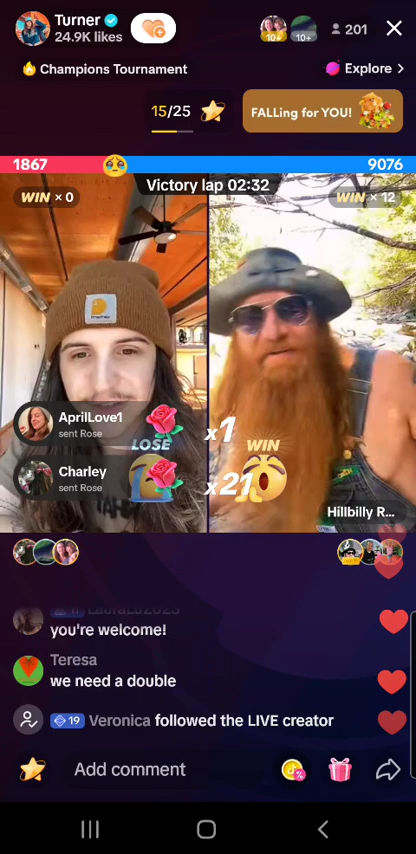 Turner
24.9K likes
10+
10+
201
Champions Tournament
Explore >
15/25
FALLing for YOU!
1867
9076
Victory lap 02:32
WIN × 0
WIN × 12
carhartt
AprilLove1
sent Rose
LOSE
x1
WIN
Charley
sent Rose
x21
Hillbilly R...
you're welcome!
Teresa
we need a double
19 Veronica followed the LIVE creator
Add comment